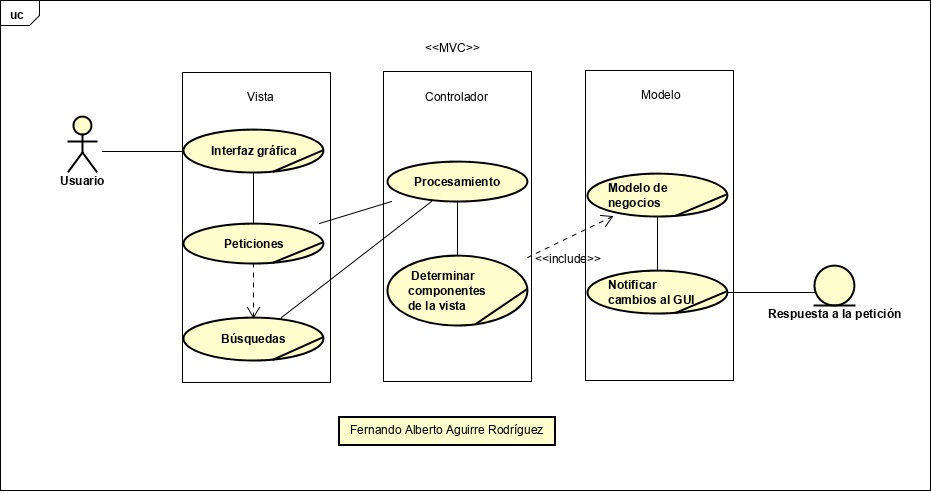 uc
<<MVC>>
Vista
Controlador
Modelo
Usuario
Interfaz gráfica
Peticiones
Búsquedas
Procesamiento
Determinar
componentes
de la vista
<<include>>
Modelo de
negocios
Notificar
cambios al GUI
Respuesta a la petición
Fernando Alberto Aguirre Rodríguez